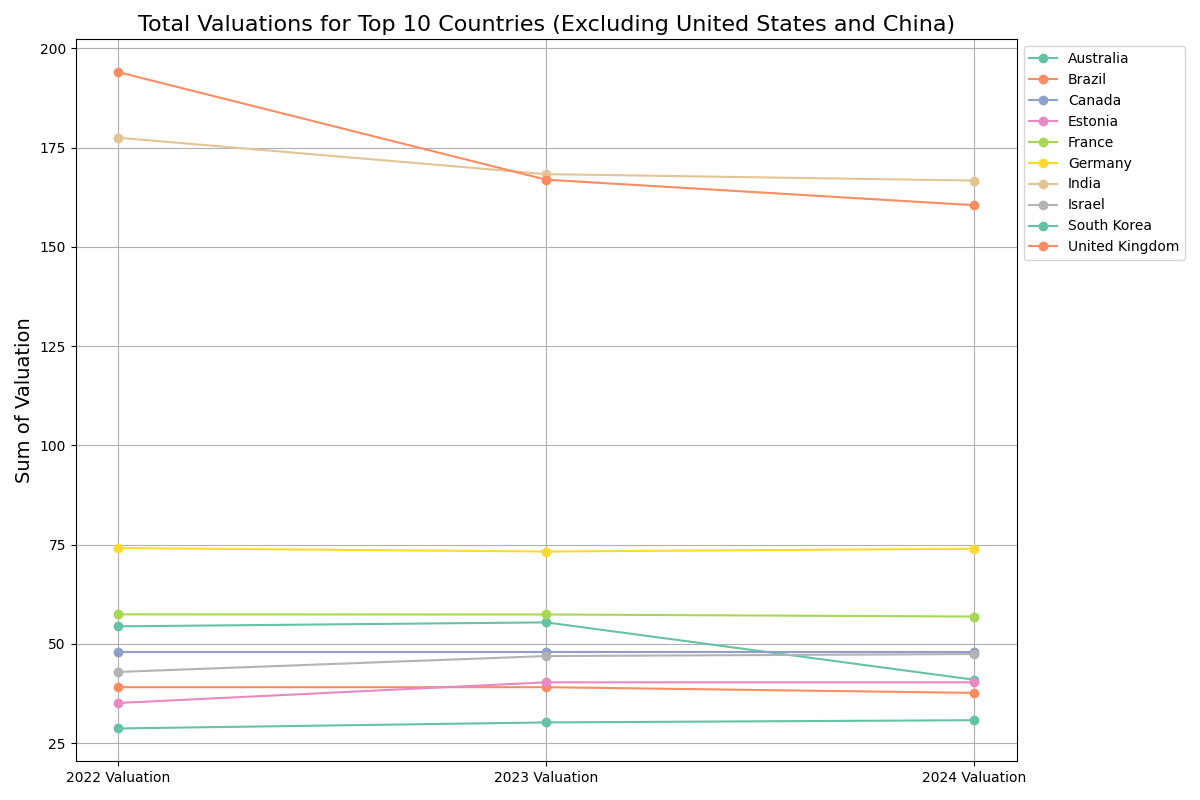 Total Valuations for Top 10 Countries (Excluding United States and China)
Sum of Valuation
200
175
150
125
100
75
50
25
2022 Valuation
2023 Valuation
2024 Valuation
Australia
Brazil
Canada
Estonia
France
Germany
India
Israel
South Korea
United Kingdom